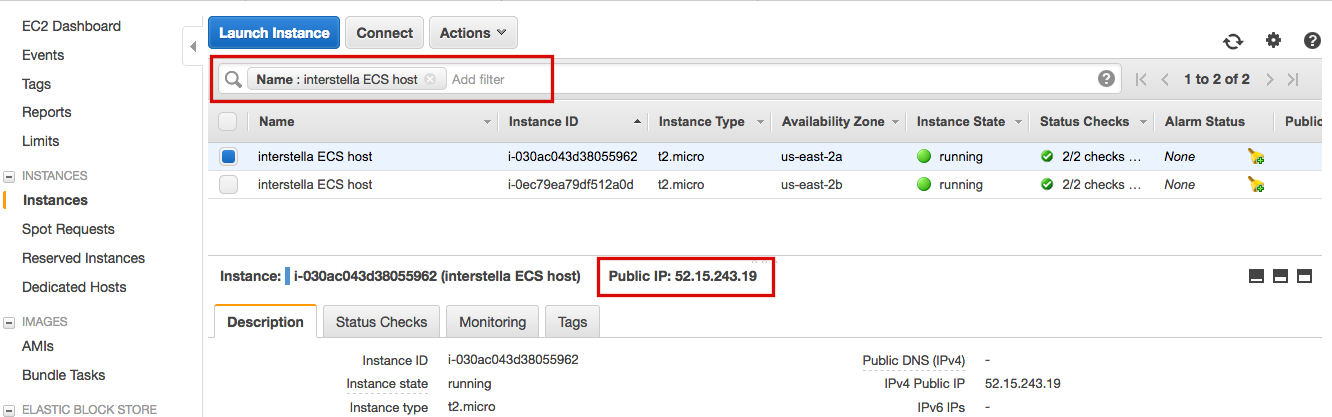 EC2 Dashboard
Events
Tags
Reports
Limits
INSTANCES
Instances
Spot Requests
Reserved Instances
Dedicated Hosts
IMAGES
AMIs
Bundle Tasks
ELASTIC BLOCK STORE
Launch Instance Connect Actions
Name : interstella ECS host Add filter 1 to 2 of 2
Name Instance ID Instance Type Availability Zone Instance State Status Checks Alarm Status Public
interstella ECS host i-030ac043d38055962 t2.micro us-east-2a running 2/2 checks ... None
interstella ECS host i-0ec79ea79df512a0d t2.micro us-east-2b running 2/2 checks ... None
Instance: i-030ac043d38055962 (interstella ECS host) Public IP: 52.15.243.19
Description Status Checks Monitoring Tags
Instance ID i-030ac043d38055962 Public DNS (IPv4) -
Instance state running IPv4 Public IP 52.15.243.19
Instance type t2.micro IPv6 IPs -